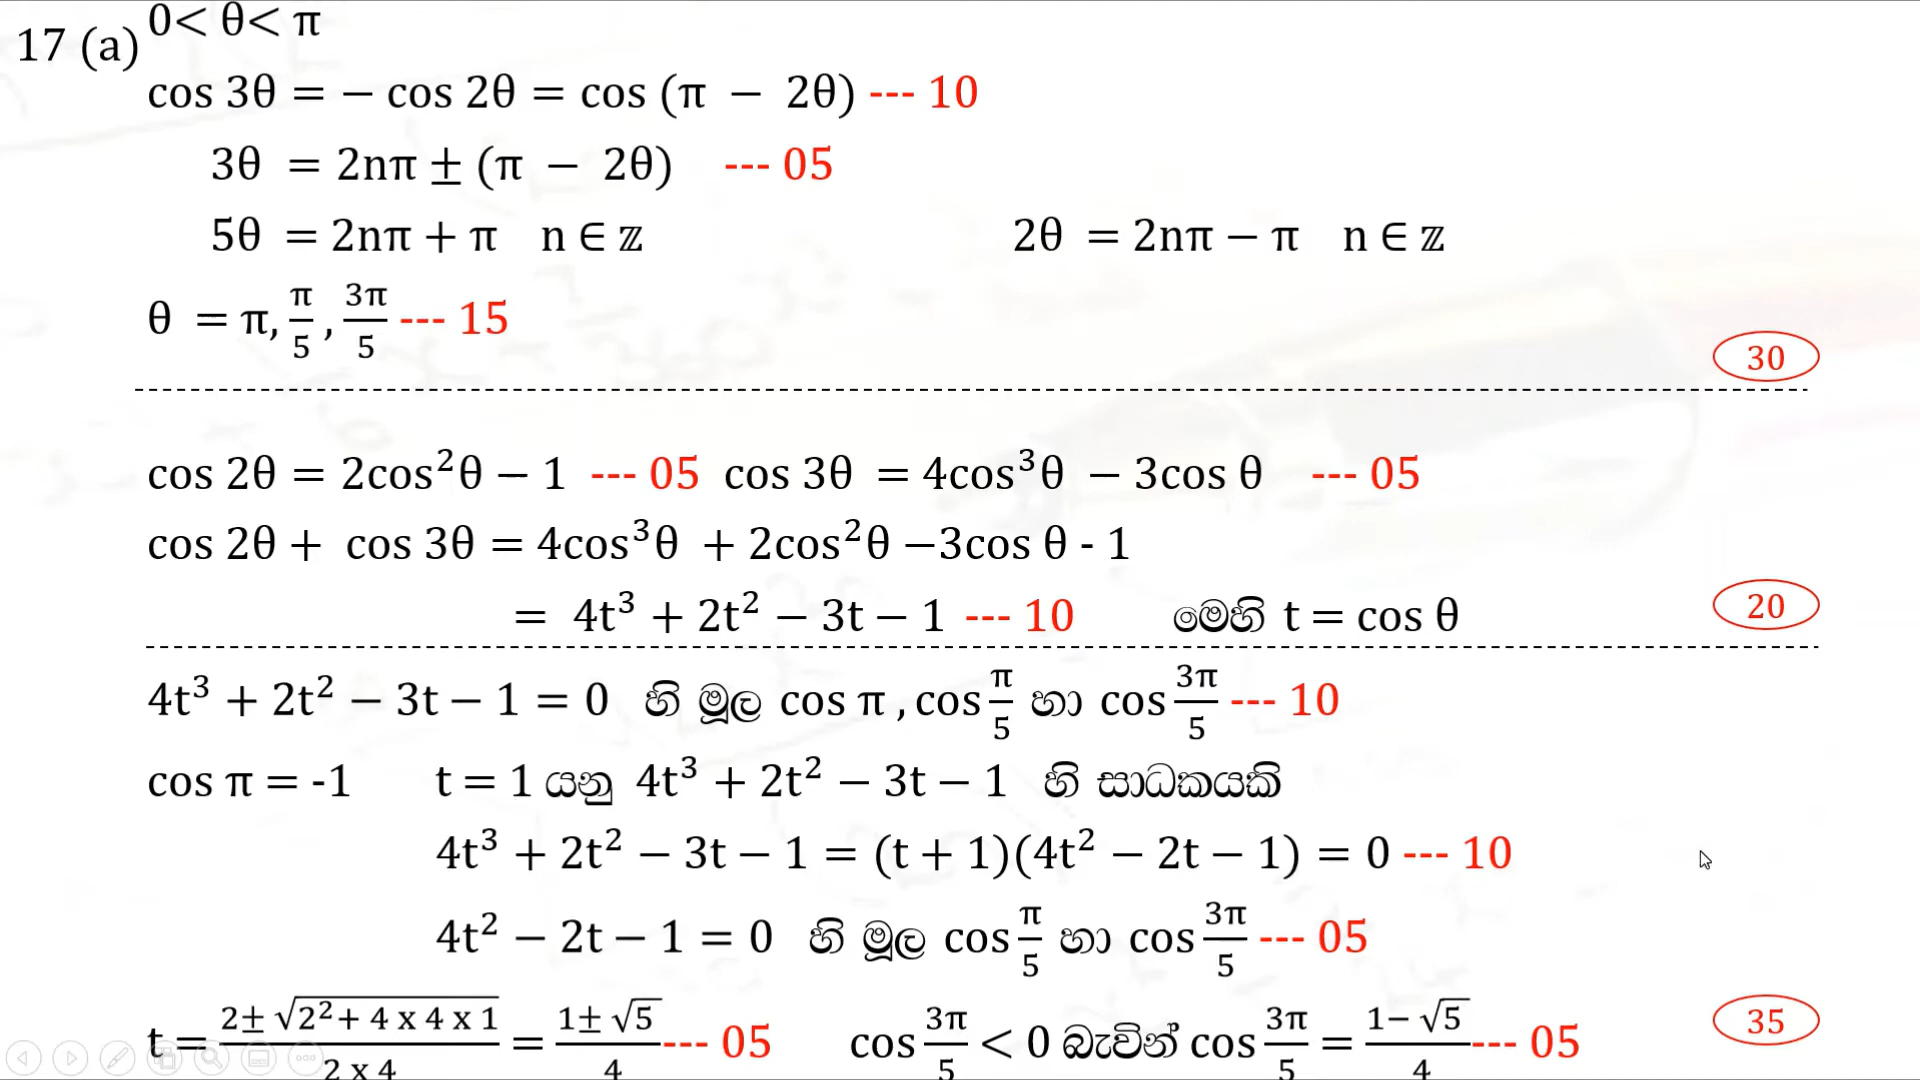 17 (a) 0< θ< π
cos 3θ = − cos 2θ = cos (π − 2θ) --- 10
3θ = 2nπ ± (π − 2θ) --- 05
5θ = 2nπ + π n ∈ ℤ 2θ = 2nπ − π n ∈ ℤ
θ = π, π/5 , 3π/5 --- 15
30
cos 2θ = 2cos²θ − 1 --- 05 cos 3θ = 4cos³θ − 3cos θ --- 05
cos 2θ + cos 3θ = 4cos³θ + 2cos²θ −3cos θ - 1
= 4t³ + 2t² − 3t − 1 --- 10 මෙහි t = cos θ
20
4t³ + 2t² − 3t − 1 = 0 හි මූල cos π , cos π/5 හා cos 3π/5 --- 10
cos π = -1 t = 1 යනු 4t³ + 2t² − 3t − 1 හි සාධකයකි
4t³ + 2t² − 3t − 1 = (t + 1)(4t² − 2t − 1) = 0 --- 10
4t² − 2t − 1 = 0 හි මූල cos π/5 හා cos 3π/5 --- 05
t = 2± √(2²+ 4 x 4 x 1)/2 x 4 = 1± √5/4 --- 05 cos 3π/5 < 0 බැවින් cos 3π/5 = 1− √5/4 --- 05
35